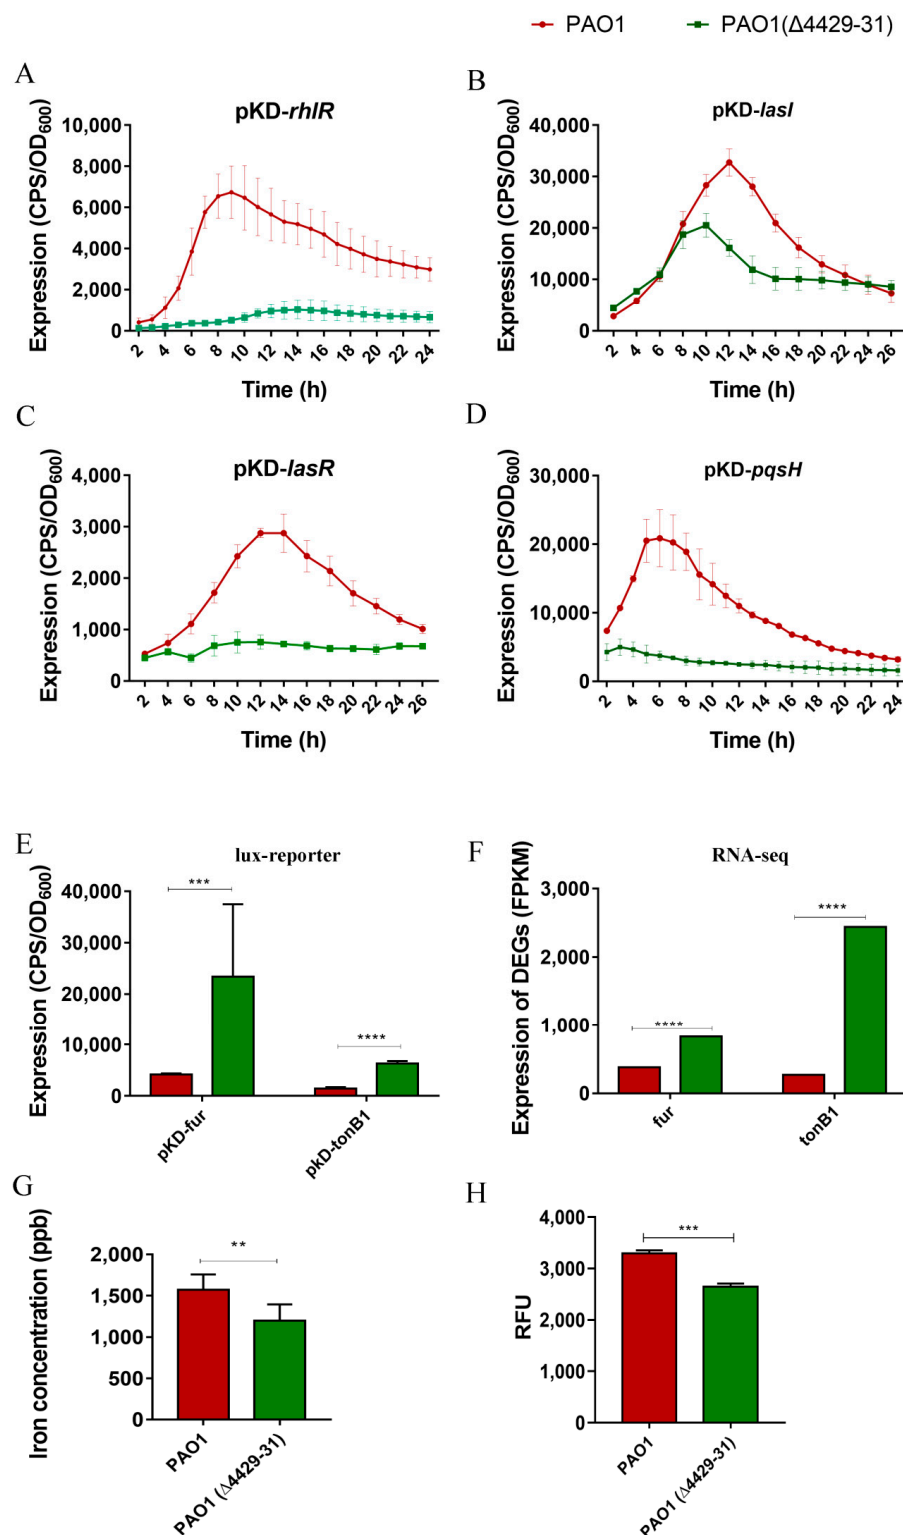 PAO1 PAO1(Δ4429-31)
A
pKD-rhlR
Expression (CPS/OD600)
10,000
8,000
6,000
4,000
2,000
0
2 4 6 8 10 12 14 16 18 20 22 24
Time (h)
B
pKD-lasI
Expression (CPS/OD600)
40,000
30,000
20,000
10,000
0
2 4 6 8 10 12 14 16 18 20 22 24 26
Time (h)
C
pKD-lasR
Expression (CPS/OD600)
4,000
3,000
2,000
1,000
0
2 4 6 8 10 12 14 16 18 20 22 24 26
Time (h)
D
pKD-pqsH
Expression (CPS/OD600)
30,000
20,000
10,000
0
2 4 6 8 10 12 14 16 18 20 22 24
Time (h)
E
lux-reporter
Expression (CPS/OD600)
40,000
30,000
20,000
10,000
0
***
****
pKD-fur
pkD-tonB1
F
RNA-seq
Expression of DEGs (FPKM)
3,000
2,000
1,000
0
****
****
fur
tonB1
G
Iron concentration (ppb)
2,000
1,500
1,000
500
0
**
PAO1
PAO1 (Δ4429-31)
H
RFU
4,000
3,000
2,000
1,000
0
***
PAO1
PAO1 (Δ4429-31)